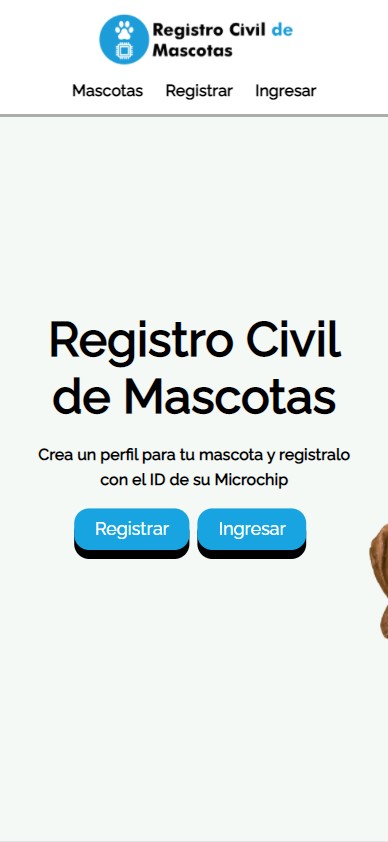 Registro Civil de
Mascotas
Mascotas Registrar Ingresar
Registro Civil
de Mascotas
Crea un perfil para tu mascota y registralo
con el ID de su Microchip
Registrar Ingresar